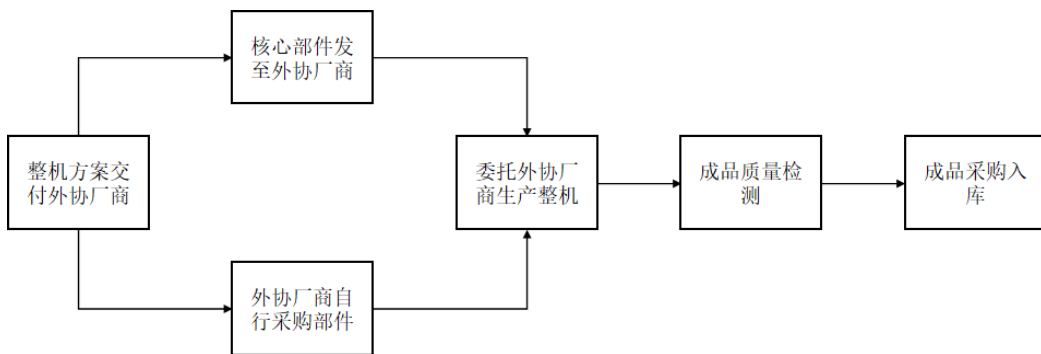 核心部件发
至外协厂商
整机方案交
付外协厂商
委托外协厂
商生产整机
成品质量检
测
成品采购入
库
外协厂商自
行采购部件